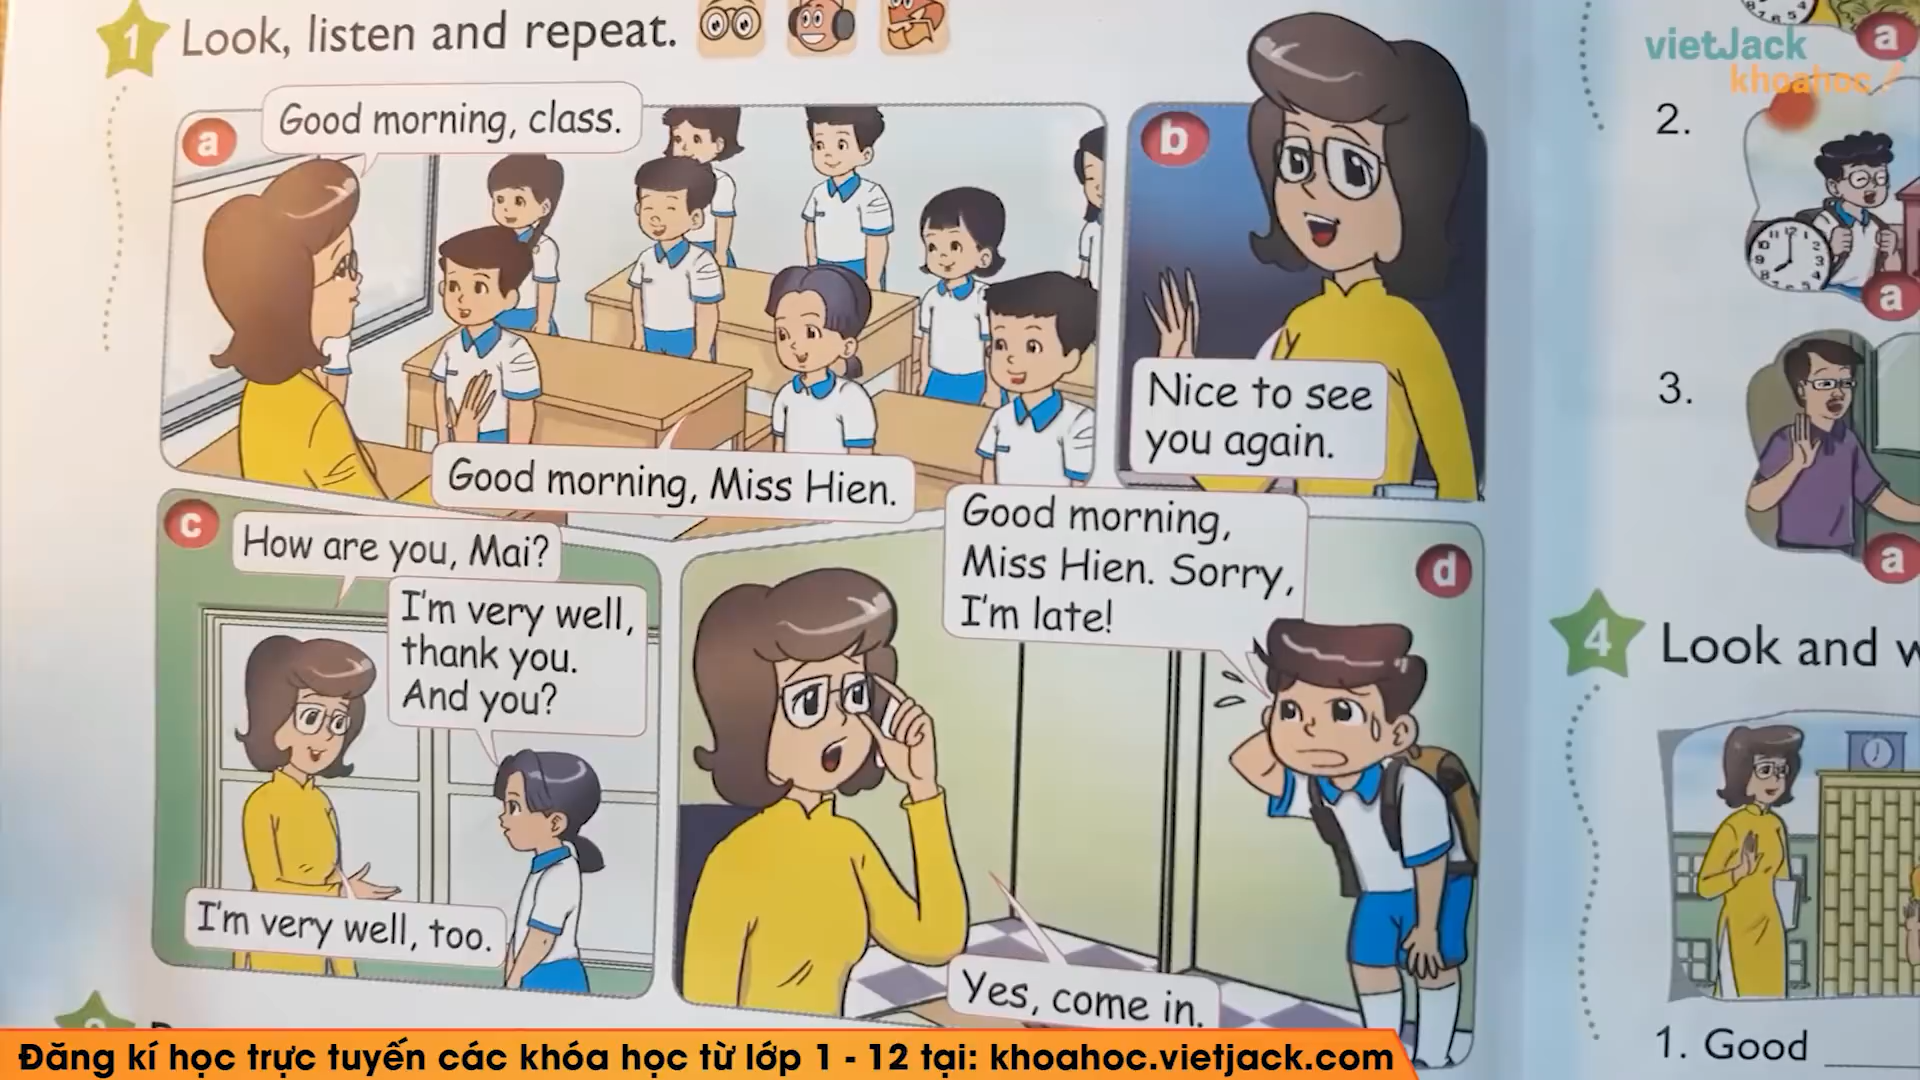 1 Look, listen and repeat.
a
Good morning, class.
Good morning, Miss Hien.
b
Nice to see
you again.
c
How are you, Mai?
I'm very well,
thank you.
And you?
I'm very well, too.
d
Good morning,
Miss Hien. Sorry,
I'm late!
Yes, come in.
vietJack
khoahoc
a
2.
a
3.
a
4 Look and w
1. Good
Đăng kí học trực tuyến các khóa học từ lớp 1 - 12 tại: khoahoc.vietjack.com